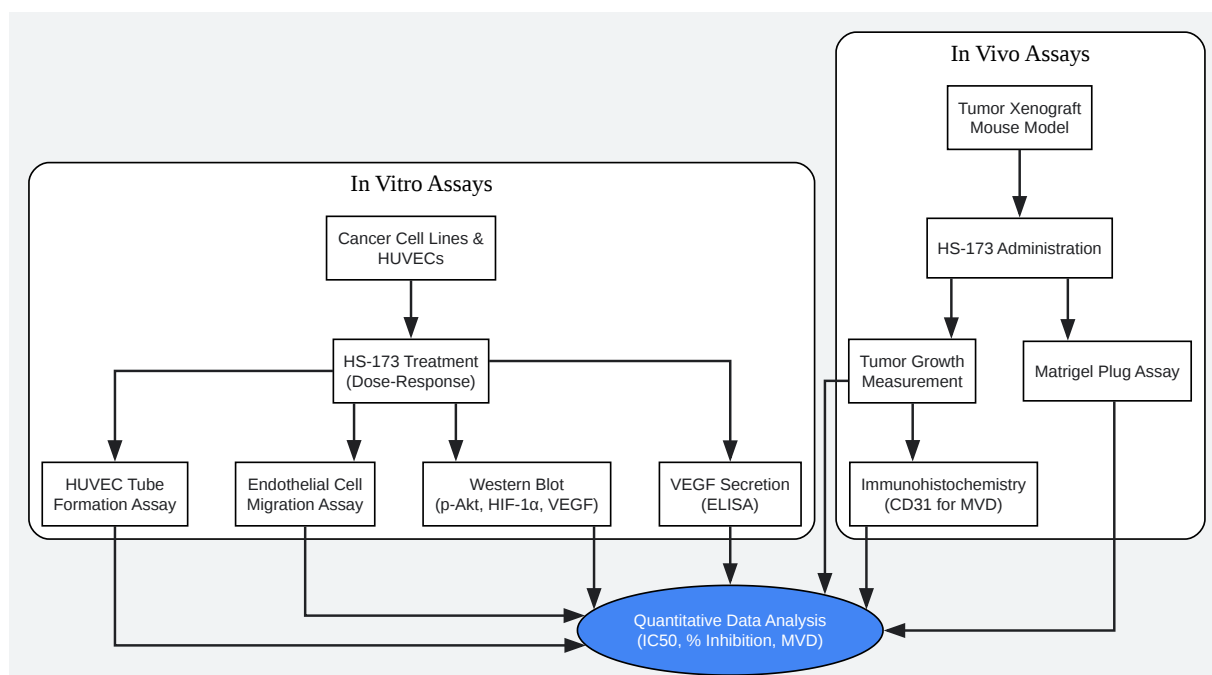 In Vivo Assays
Tumor Xenograft
Mouse Model
HS-173 Administration
Tumor Growth
Measurement
Matrigel Plug Assay
Immunohistochemistry
(CD31 for MVD)
In Vitro Assays
Cancer Cell Lines &
HUVECs
HS-173 Treatment
(Dose-Response)
HUVEC Tube
Formation Assay
Endothelial Cell
Migration Assay
Western Blot
(p-Akt, HIF-1α, VEGF)
VEGF Secretion
(ELISA)
Quantitative Data Analysis
(IC50, % Inhibition, MVD)